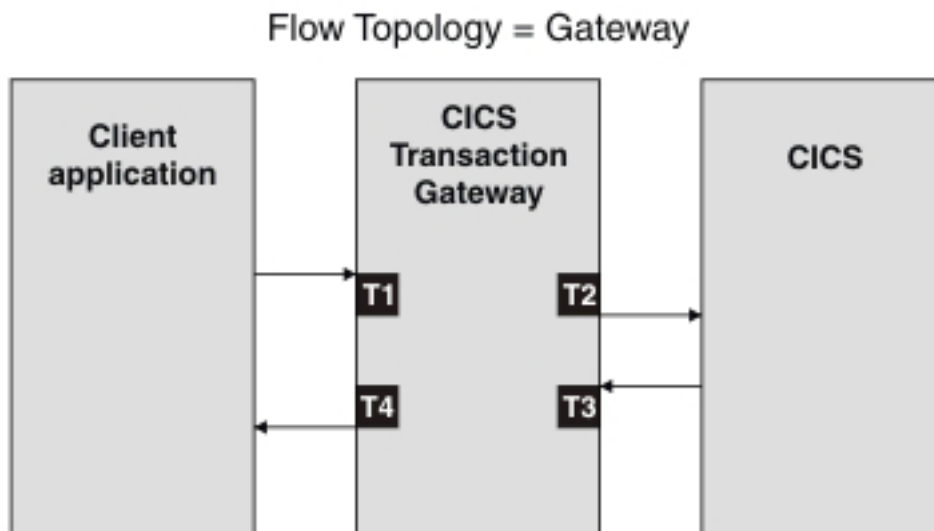 Flow Topology = Gateway
Client
application
CICS
Transaction
Gateway
CICS
T1
T2
T4
T3